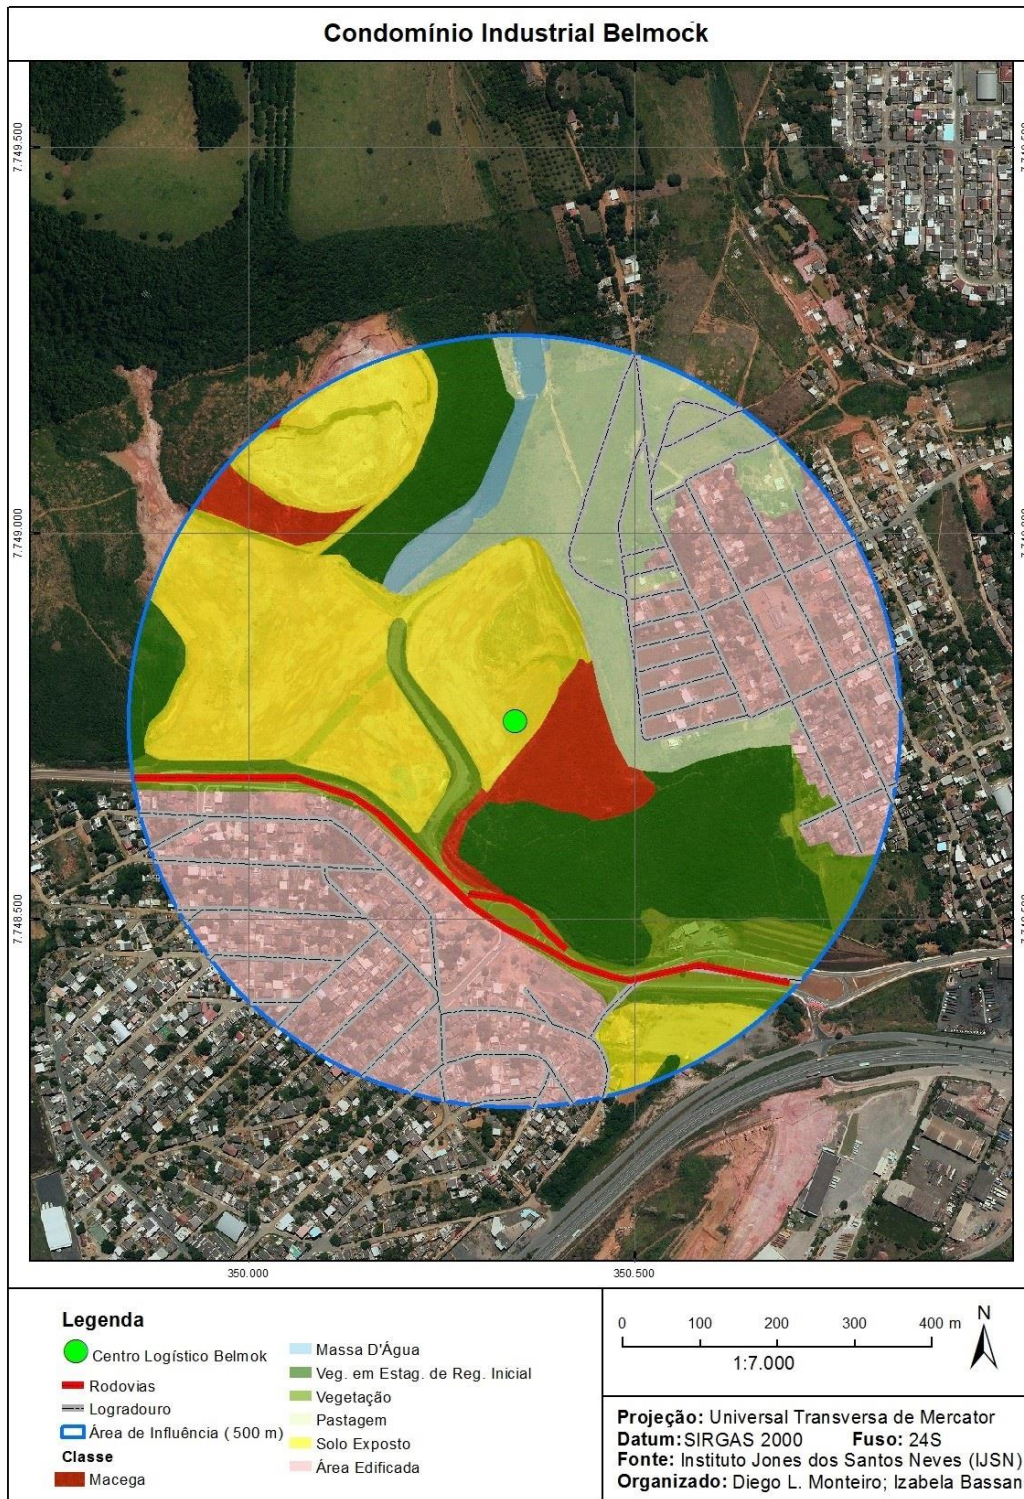 Condomínio Industrial Belmock
7.749.500
7.749.000
7.748.500
350.000
350.500
Legenda
Centro Logístico Belmok
Rodovias
Logradouro
Área de Influência ( 500 m)
Classe
Macega
Massa D'Água
Veg. em Estag. de Reg. Inicial
Vegetação
Pastagem
Solo Exposto
Área Edificada
0 100 200 300 400 m
1:7.000
N
Projeção: Universal Transversa de Mercator
Datum:SIRGAS 2000 Fuso: 24S
Fonte: Instituto Jones dos Santos Neves (IJSN)
Organizado: Diego L. Monteiro; Izabela Bassan